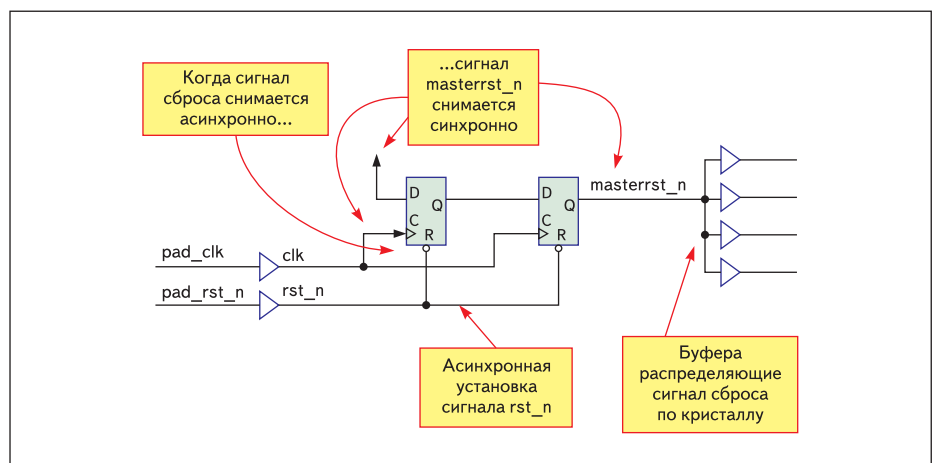 Когда сигнал
сброса снимается
асинхронно...
...сигнал
masterrst_n
снимается
синхронно
D
Q
C
R
D
Q
C
R
masterrst_n
pad_clk
clk
pad_rst_n
rst_n
Асинхронная
установка
сигнала rst_n
Буфера
распределяющие
сигнал сброса
по кристаллу